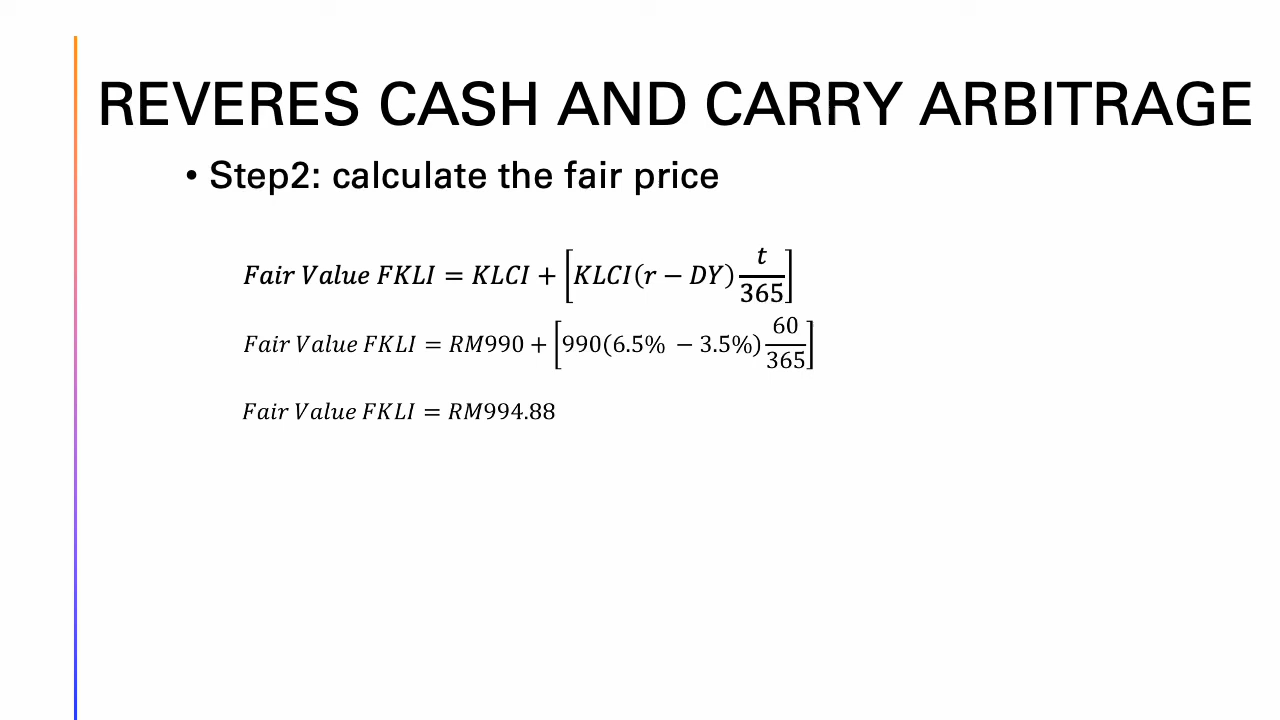 REVERES CASH AND CARRY ARBITRAGE
• Step2: calculate the fair price
Fair Value FKLI = KLCI + [KLCI(r − DY) t/365]
Fair Value FKLI = RM990 + [990(6.5% − 3.5%) 60/365]
Fair Value FKLI = RM994.88